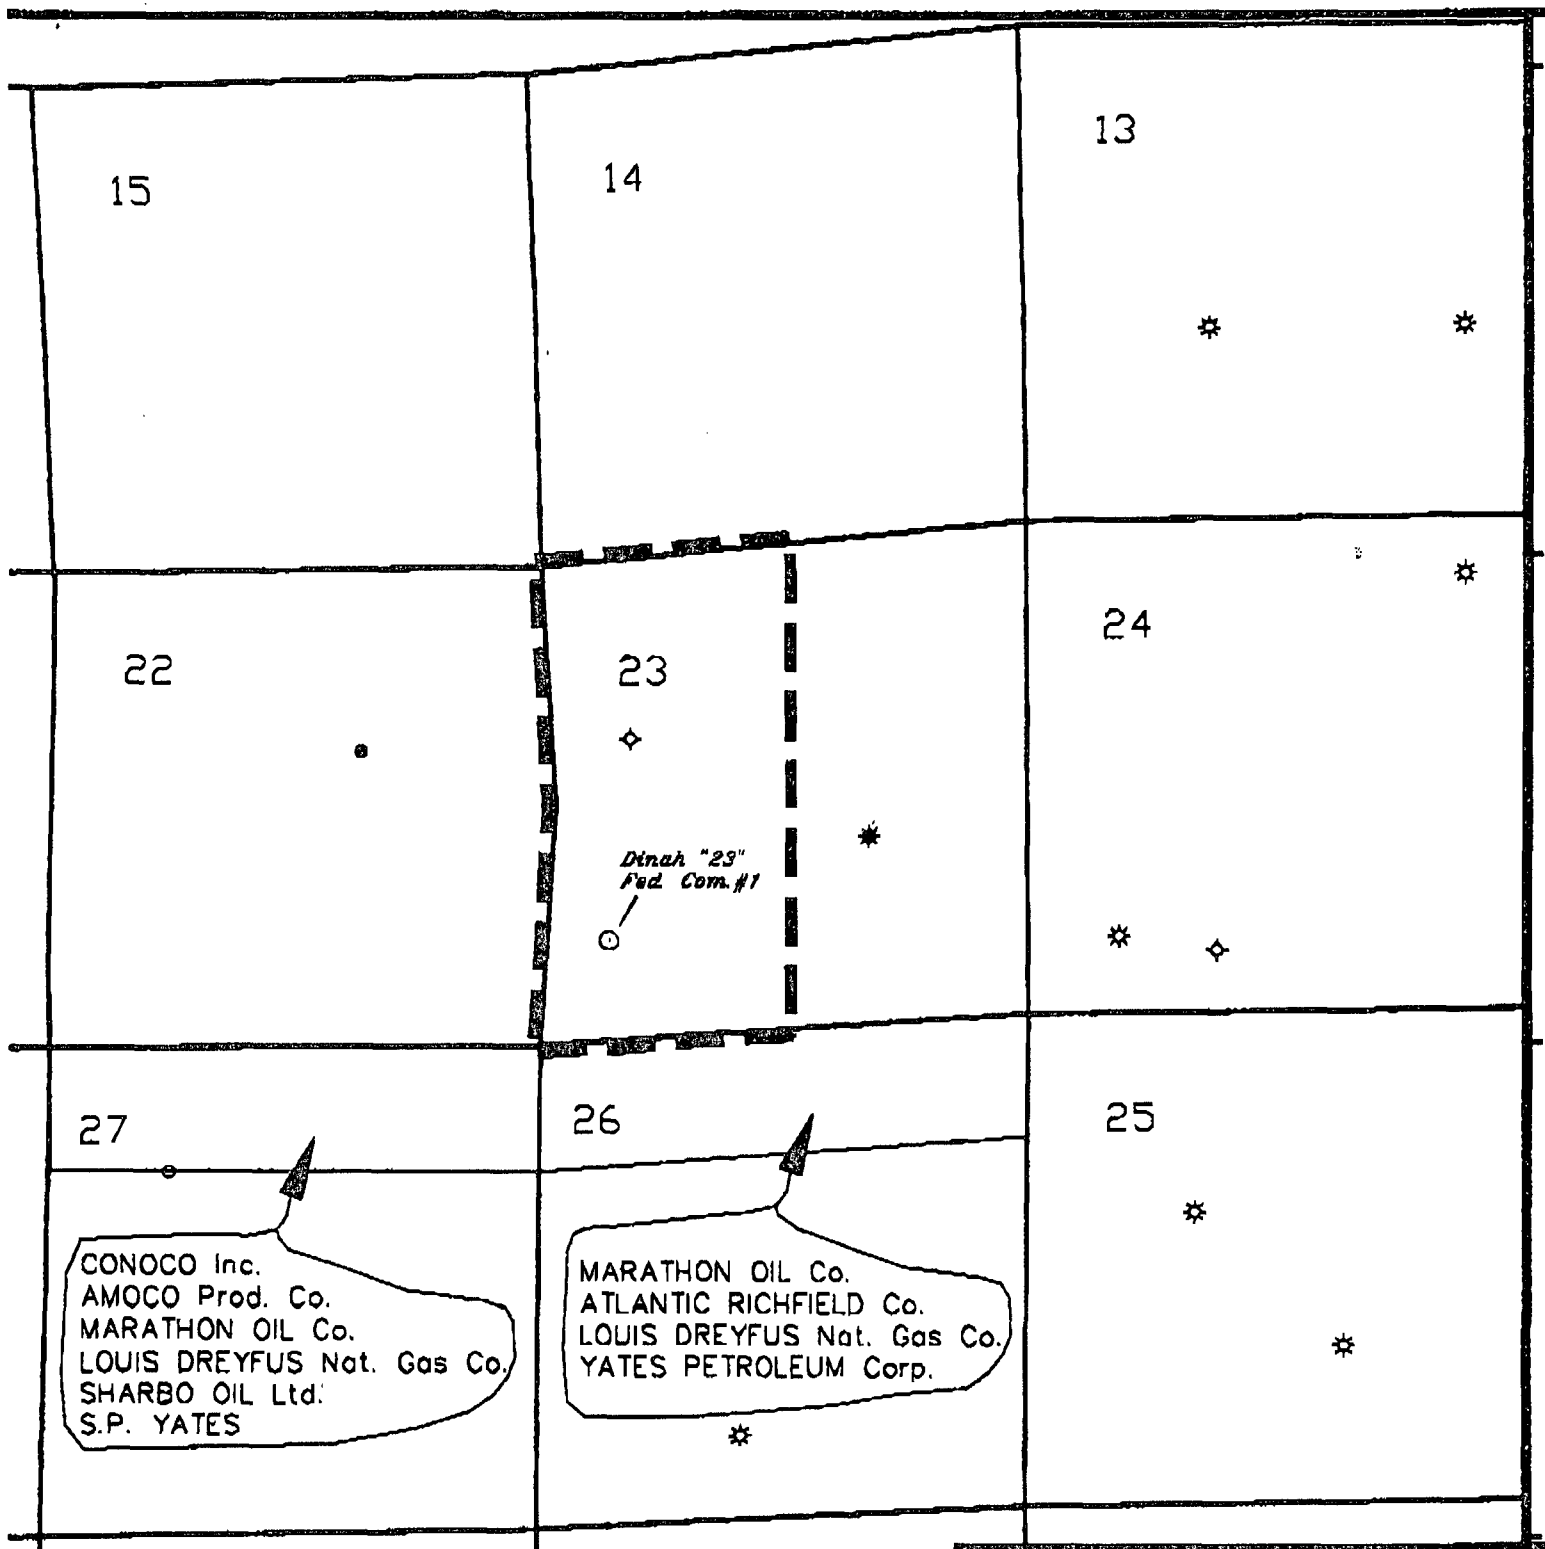 13
15
14
22
23
24
Dinah "23"
Fed. Com. #1
27
26
25
CONOCO Inc.
AMOCO Prod. Co.
MARATHON OIL Co.
LOUIS DREYFUS Nat. Gas Co.
SHARBO OIL Ltd.
S.P. YATES
MARATHON OIL Co.
ATLANTIC RICHFIELD Co.
LOUIS DREYFUS Nat. Gas Co.
YATES PETROLEUM Corp.